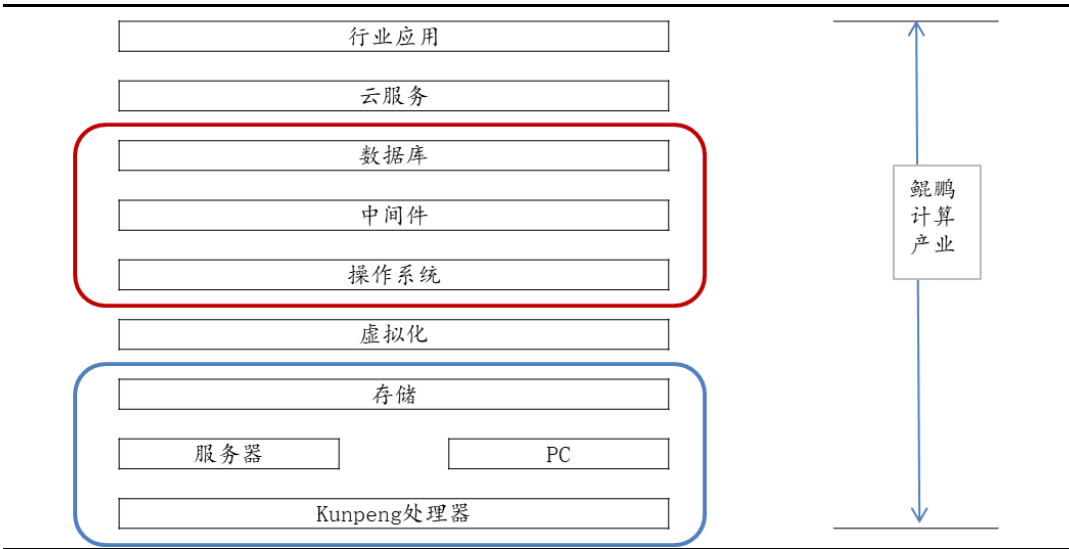 行业应用
云服务
数据库
中间件
操作系统
虚拟化
存储
服务器
PC
Kunpeng处理器
鲲鹏
计算
产业